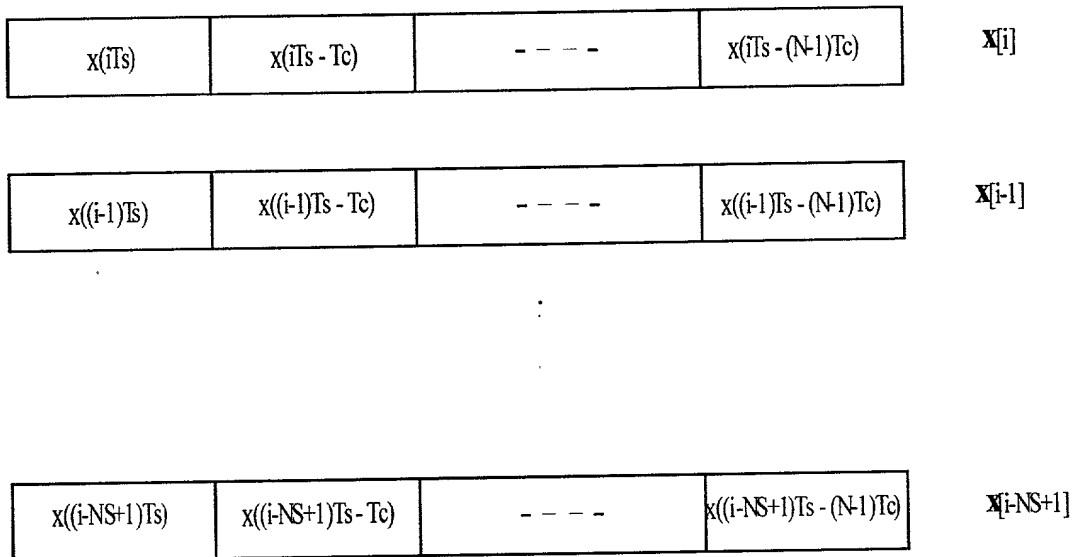 x(iTs) x(iTs - Tc) - - - - x(iTs - (N-1)Tc) X[i]
x((i-1)Ts) x((i-1)Ts - Tc) - - - - x((i-1)Ts - (N-1)Tc) X[i-1]
:
x((i-NS+1)Ts) x((i-NS+1)Ts - Tc) - - - - x((i-NS+1)Ts - (N-1)Tc) X[i-NS+1]